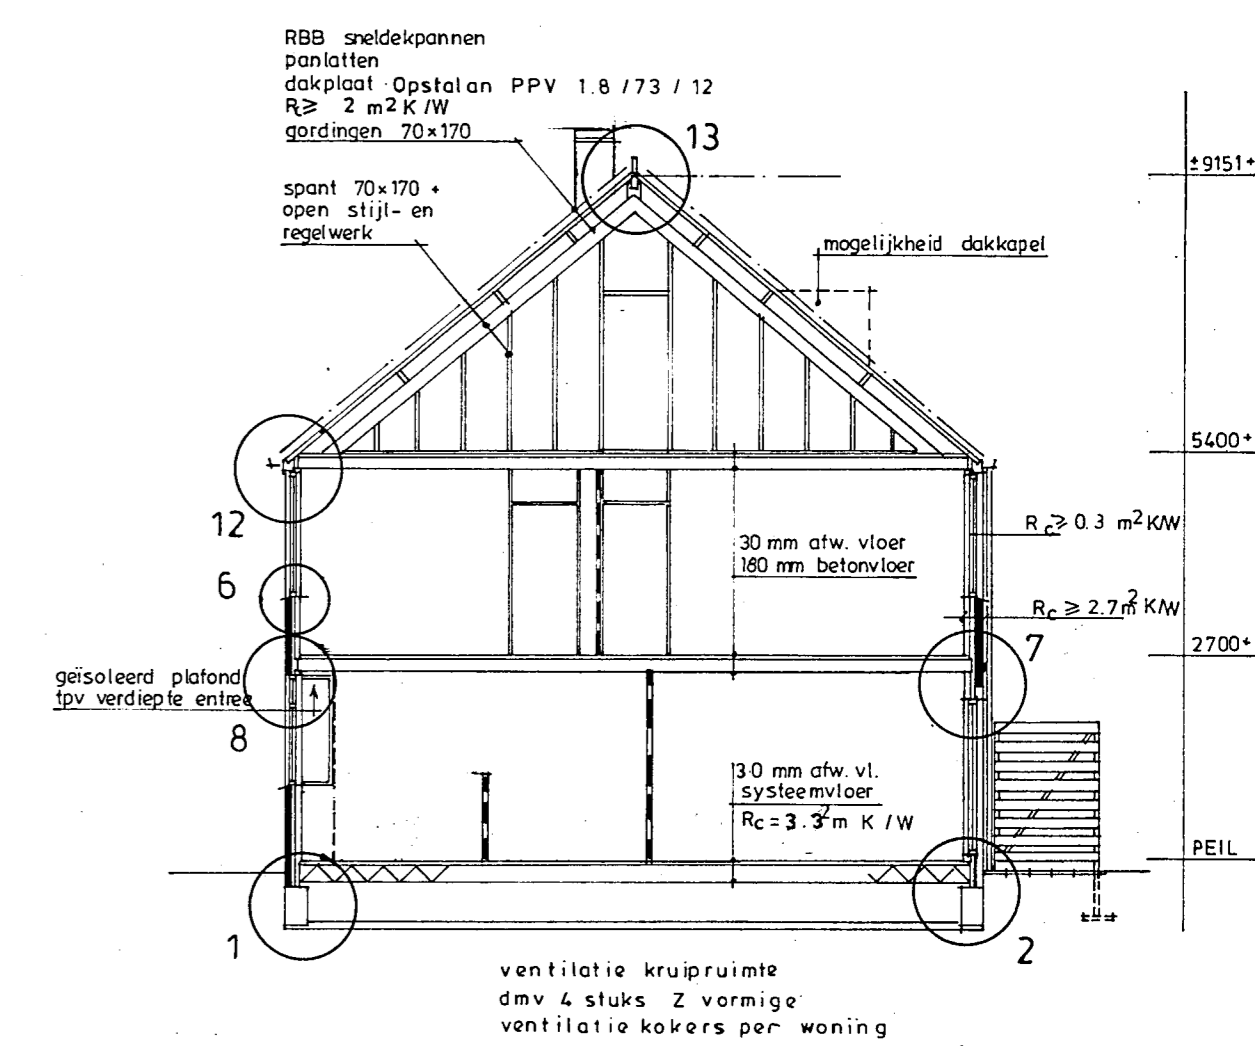 RBB sneldekpannen
panlatten
dakplaat Opstalan PPV 1.8 / 73 / 12
Rc ≥ 2 m2 K/W
gordingen 70×170
13
±9151+
spant 70×170 +
open stijl- en
regelwerk
mogelijkheid dakkapel
5400+
12
Rc ≥ 0.3 m2 K/W
30 mm afw. vloer
180 mm betonvloer
6
Rc ≥ 2.7 m2 K/W
7
2700+
geïsoleerd plafond
tpv verdiepte entree
8
30 mm afw. vl.
systeemvloer
Rc = 3.3 m2 K/W
PEIL
1
2
ventilatie kruipruimte
dmv 4 stuks Z vormige
ventilatie kokers per woning